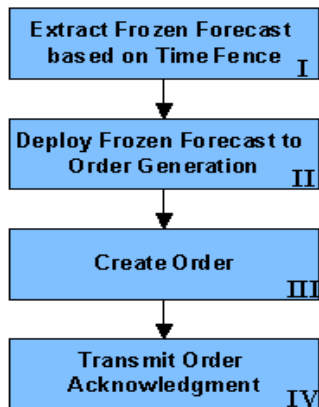 Extract Frozen Forecast
based on Time Fence
I
Deploy Frozen Forecast to
Order Generation
II
Create Order
III
Transmit Order
Acknowledgment
IV